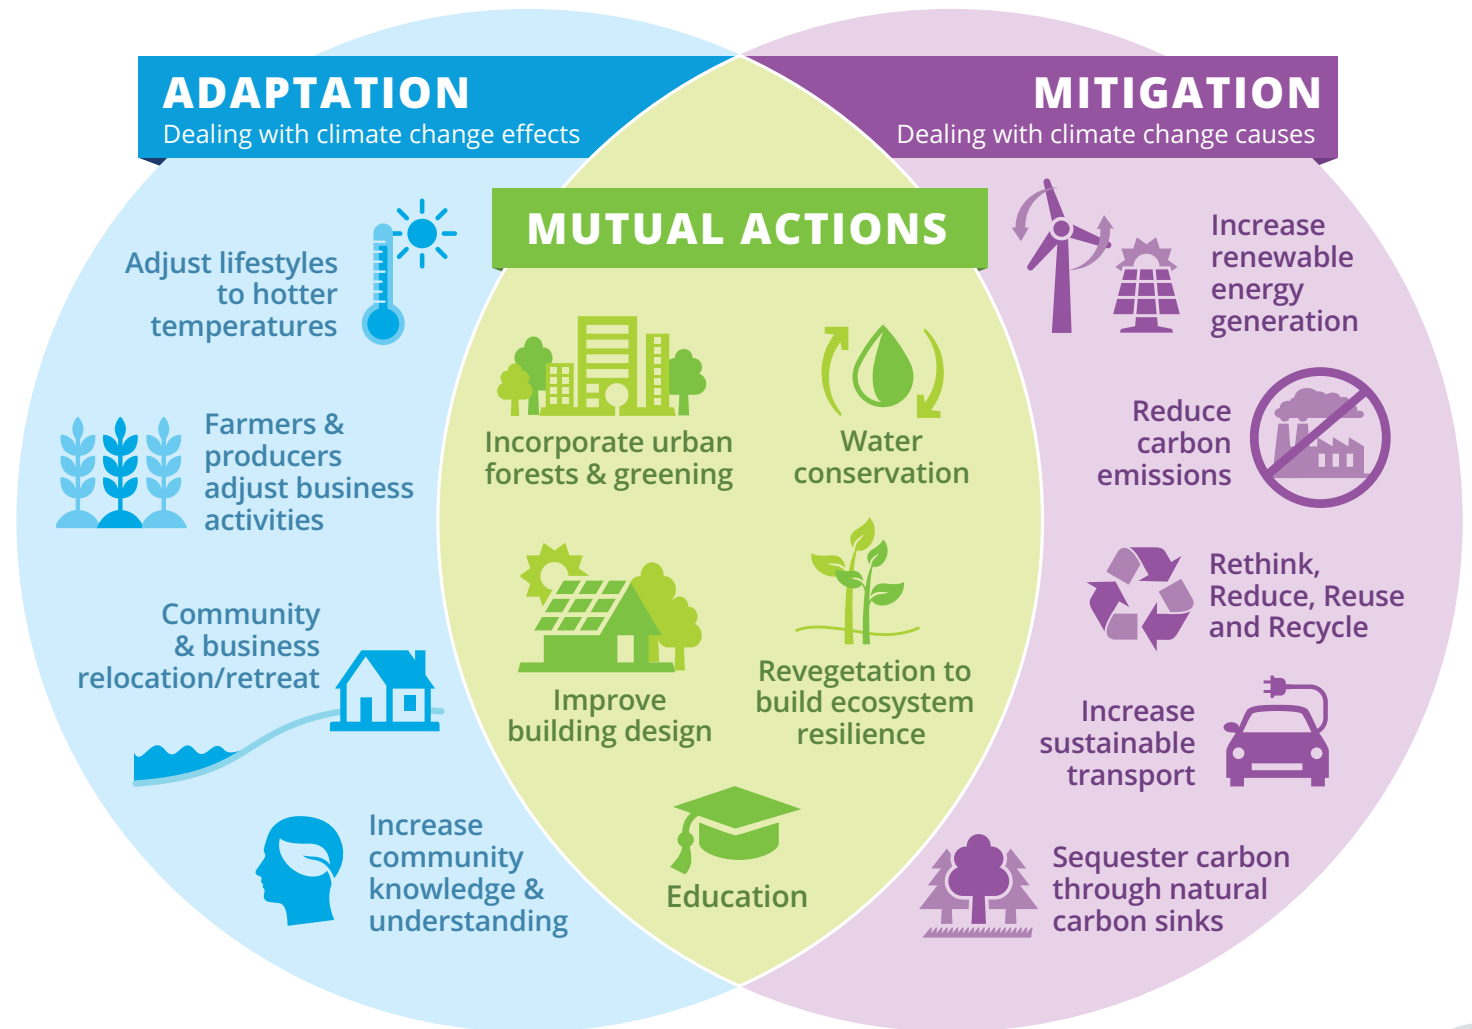 ADAPTATION
Dealing with climate change effects
MITIGATION
Dealing with climate change causes
MUTUAL ACTIONS
Adjust lifestyles
to hotter
temperatures
Farmers &
producers
adjust business
activities
Community
& business
relocation/retreat
Increase
community
knowledge &
understanding
Incorporate urban
forests & greening
Water
conservation
Improve
building design
Revegetation to
build ecosystem
resilience
Education
Increase
renewable
energy
generation
Reduce
carbon
emissions
Rethink,
Reduce, Reuse
and Recycle
Increase
sustainable
transport
Sequester carbon
through natural
carbon sinks